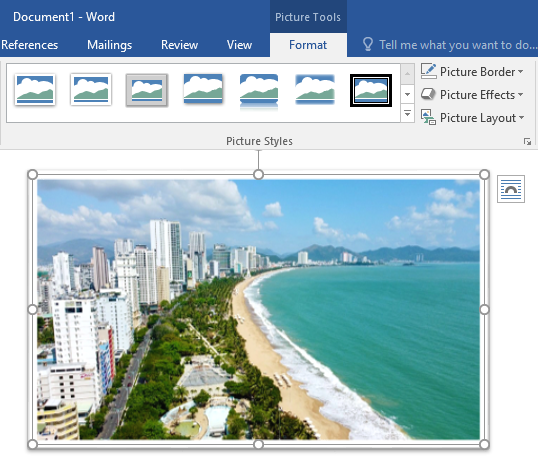 Document1 - Word
Picture Tools
References Mailings Review View Format Tell me what you want to do...
Picture Border
Picture Effects
Picture Layout
Picture Styles